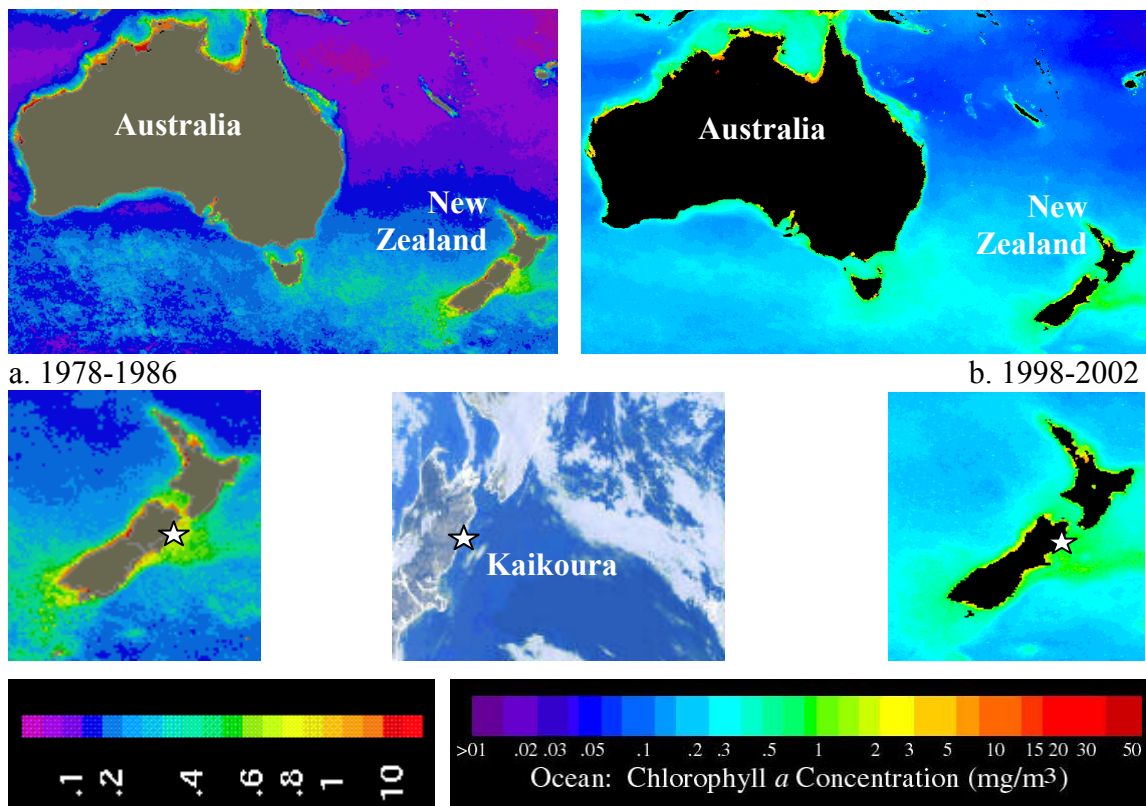 Australia
New
Zealand
Australia
New
Zealand
a. 1978-1986
b. 1998-2002
Kaikoura
.1 .2 .4 .6 .8 1 10
>01 .02 .03 .05 .1 .2 .3 .5 1 2 3 5 10 15 20 30 50
Ocean: Chlorophyll a Concentration (mg/m3)